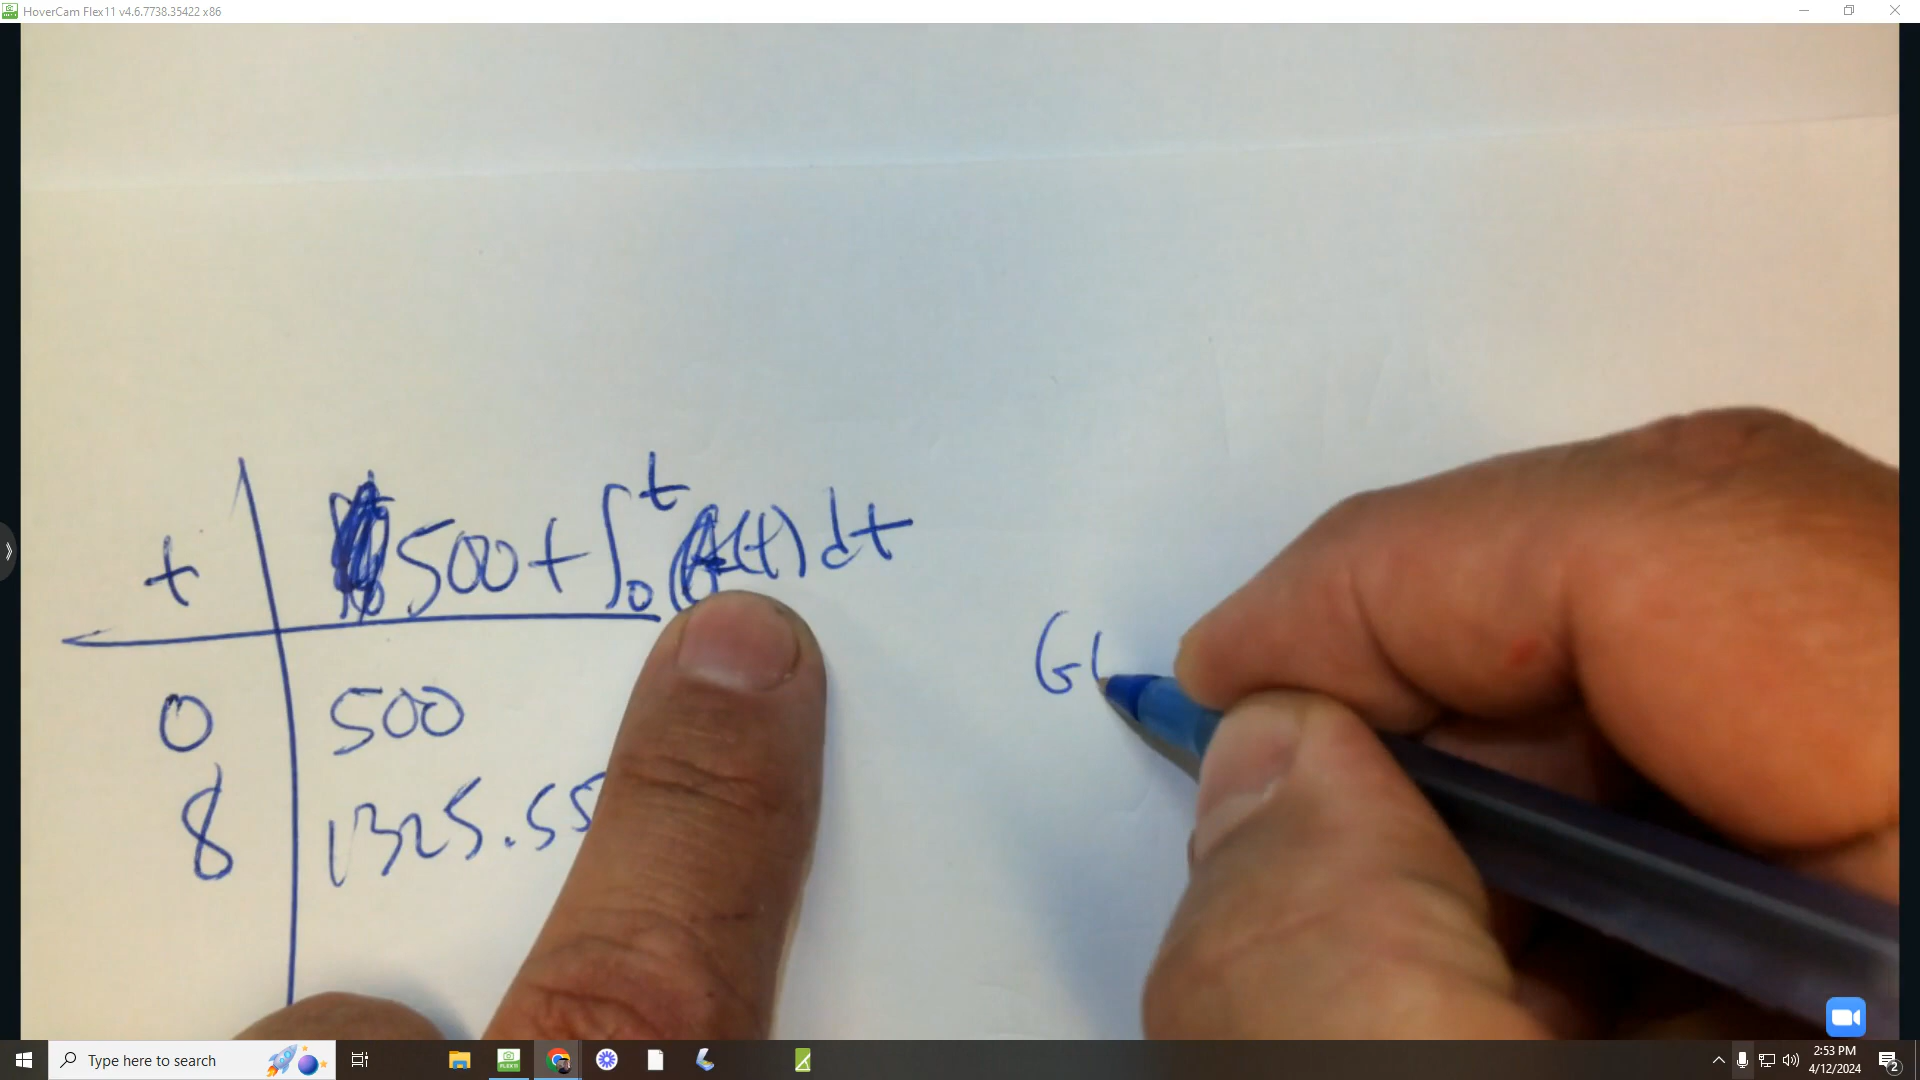 HoverCam Flex11 v4.6.7738.35422 x86
t 500 + ∫₀ᵗ (t) dt
0 500
8 1325.55
G(
Type here to search
2:53 PM
4/12/2024
2